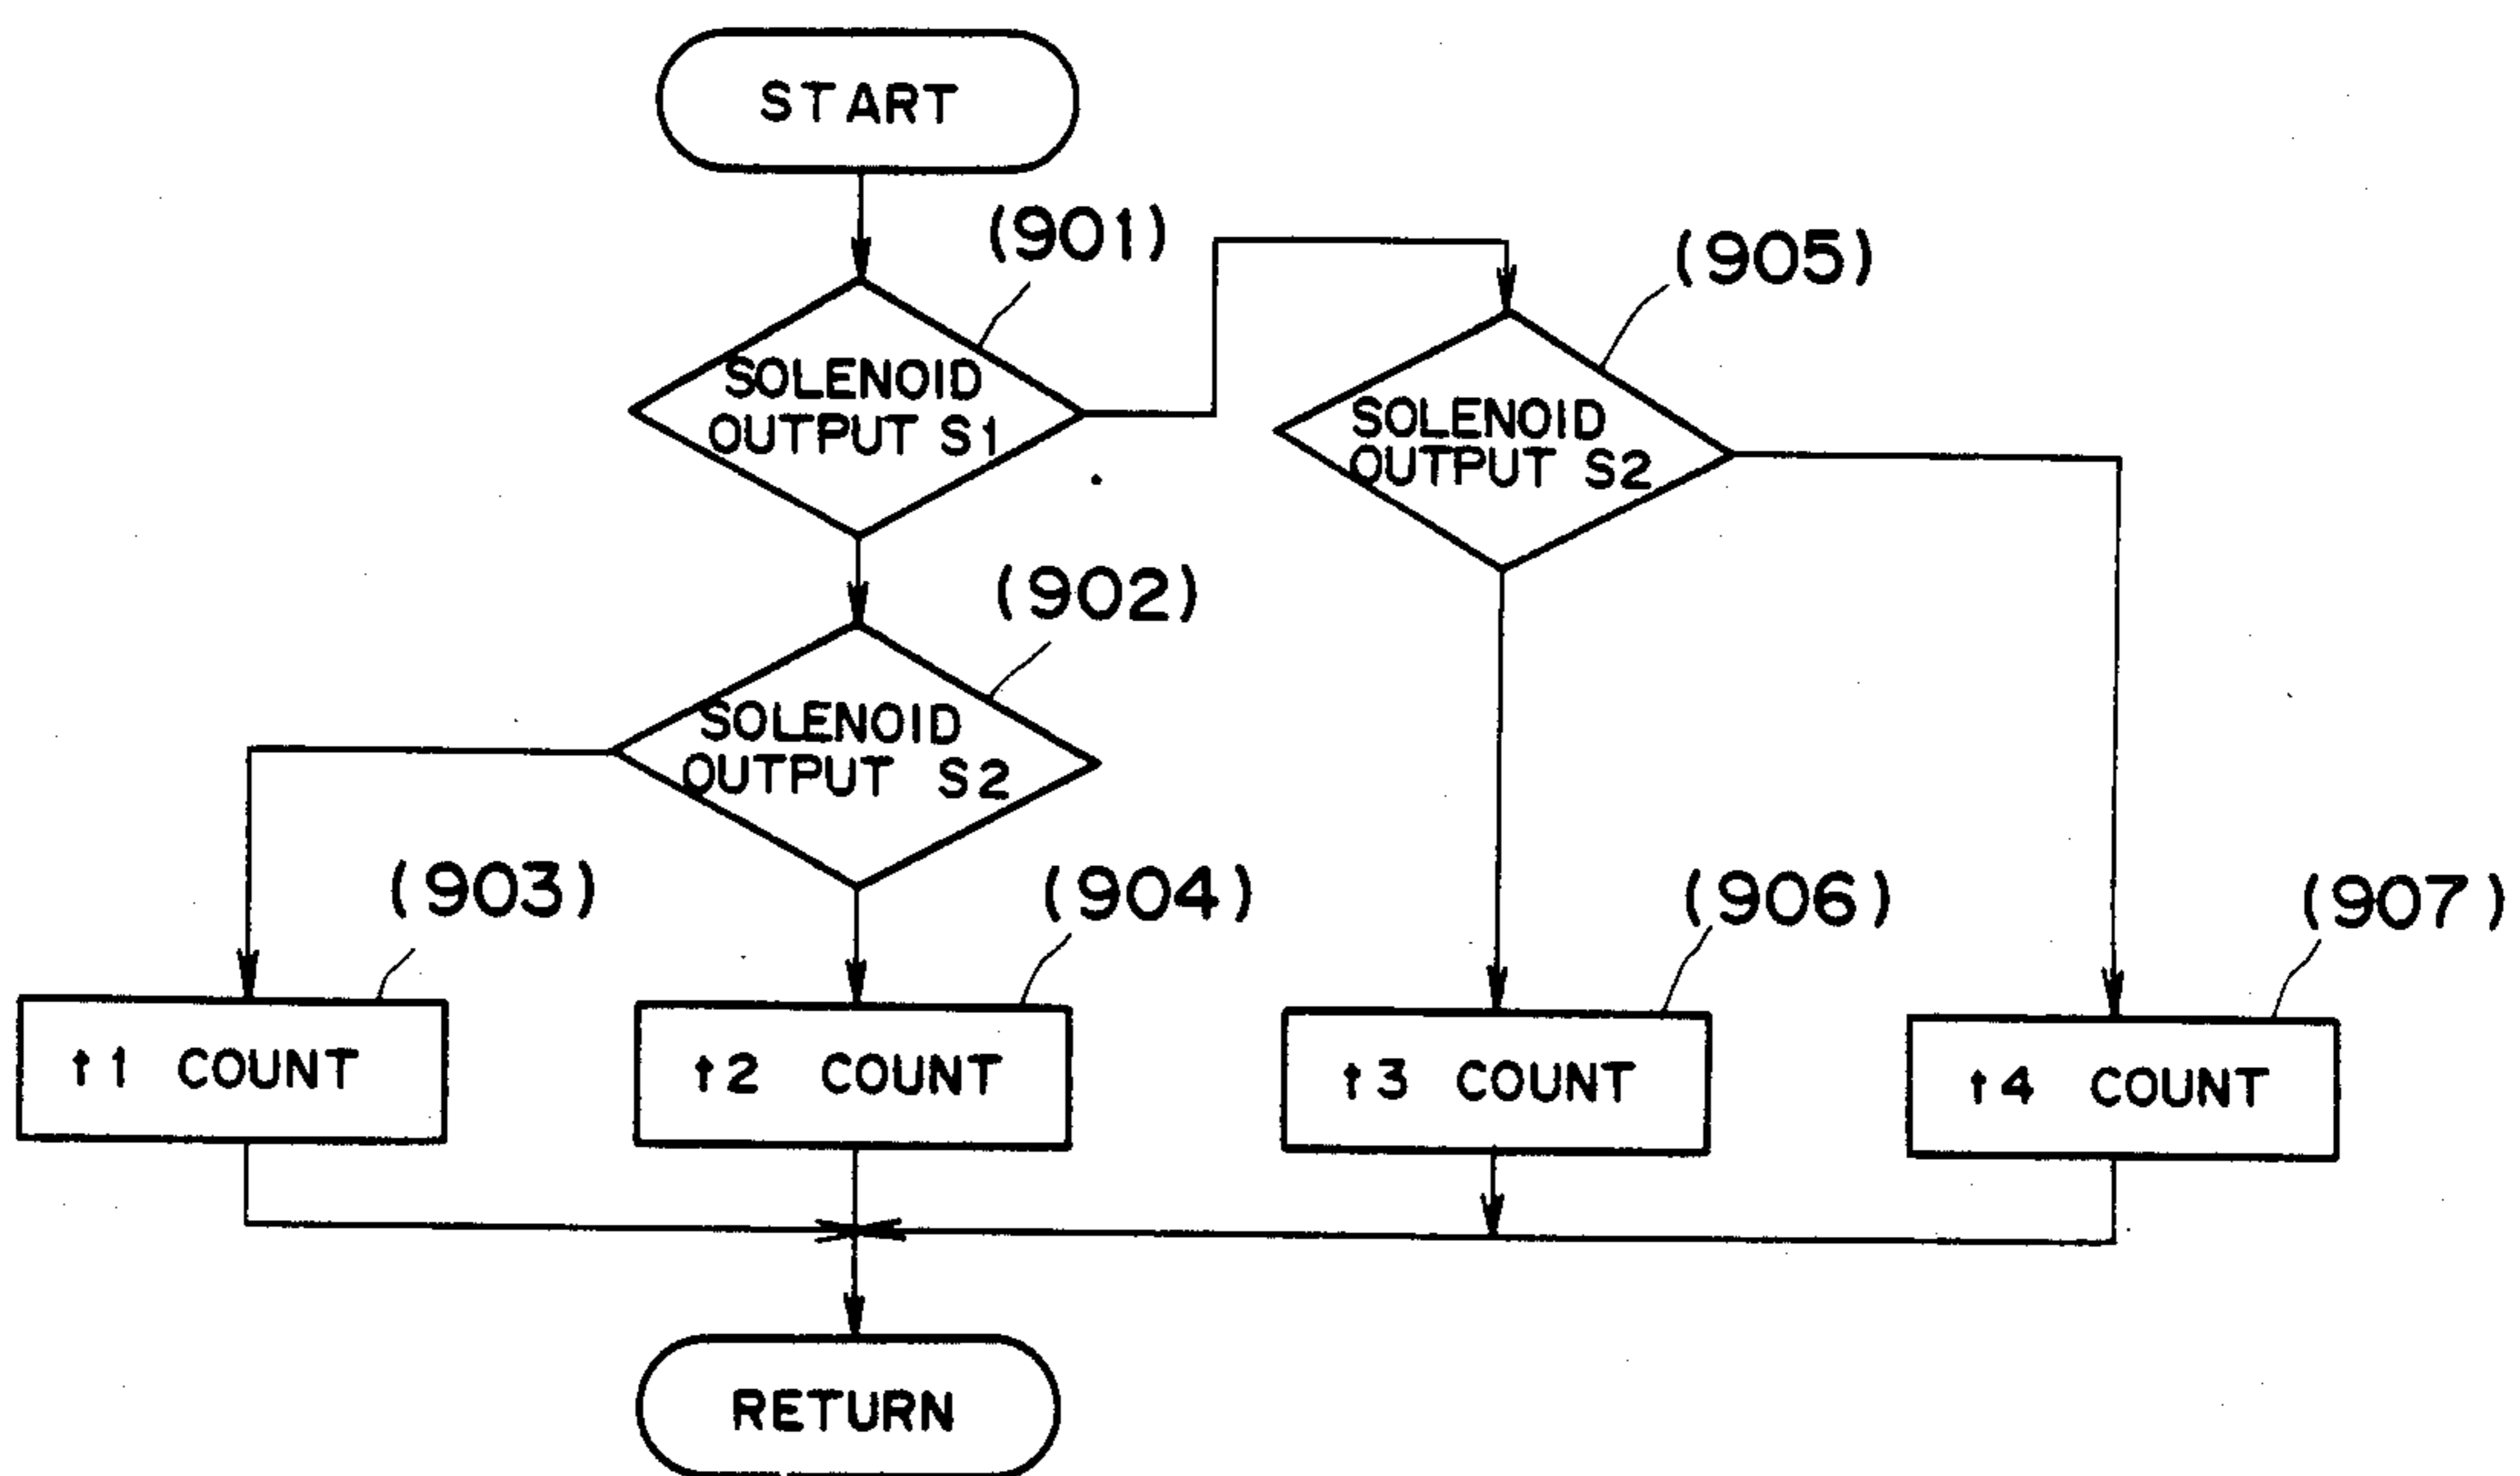 START
(901)
(905)
SOLENOID
OUTPUT S1
SOLENOID
OUTPUT S2
(902)
SOLENOID
OUTPUT S2
(903)
(904)
(906)
(907)
t1 COUNT
t2 COUNT
t3 COUNT
t4 COUNT
RETURN